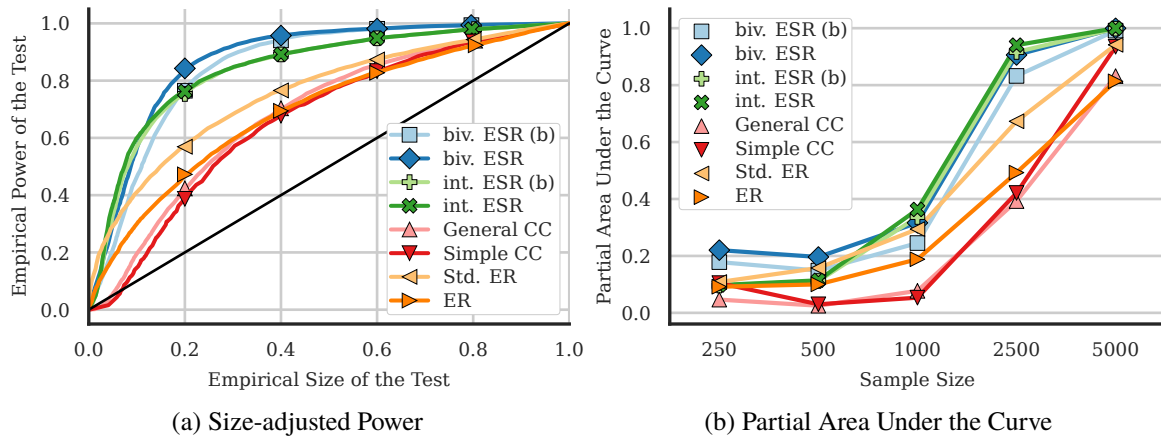 Empirical Power of the Test
1.0
0.8
0.6
0.4
0.2
0.0
0.0 0.2 0.4 0.6 0.8 1.0
Empirical Size of the Test
biv. ESR (b)
biv. ESR
int. ESR (b)
int. ESR
General CC
Simple CC
Std. ER
ER
(a) Size-adjusted Power
Partial Area Under the Curve
1.0
0.8
0.6
0.4
0.2
0.0
250 500 1000 2500 5000
Sample Size
biv. ESR (b)
biv. ESR
int. ESR (b)
int. ESR
General CC
Simple CC
Std. ER
ER
(b) Partial Area Under the Curve